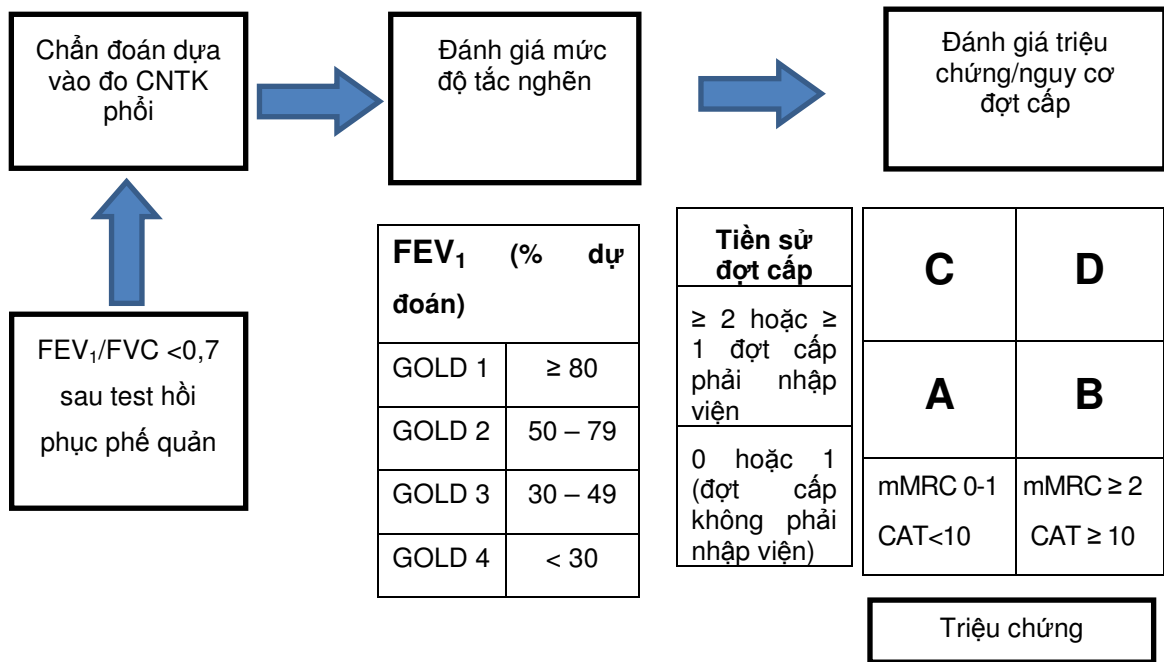 Chẩn đoán dựa
vào đo CNTK
phổi
Đánh giá mức
độ tắc nghẽn
Đánh giá triệu
chứng/nguy cơ
đợt cấp
FEV₁/FVC <0,7
sau test hồi
phục phế quản
FEV₁ (% dự
đoán)
GOLD 1 ≥ 80
GOLD 2 50 – 79
GOLD 3 30 – 49
GOLD 4 < 30
Tiền sử
đợt cấp
≥ 2 hoặc ≥
1 đợt cấp
phải nhập
viện
0 hoặc 1
(đợt cấp
không phải
nhập viện)
C D
A B
mMRC 0-1
CAT<10
mMRC ≥ 2
CAT ≥ 10
Triệu chứng